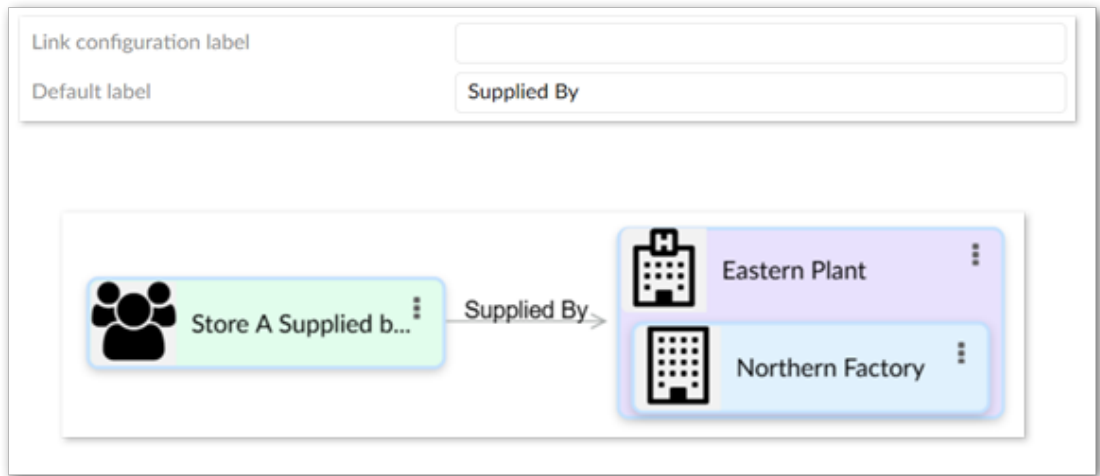 Link configuration label
Default label
Supplied By
Store A Supplied b...
Supplied By
H
Eastern Plant
Northern Factory